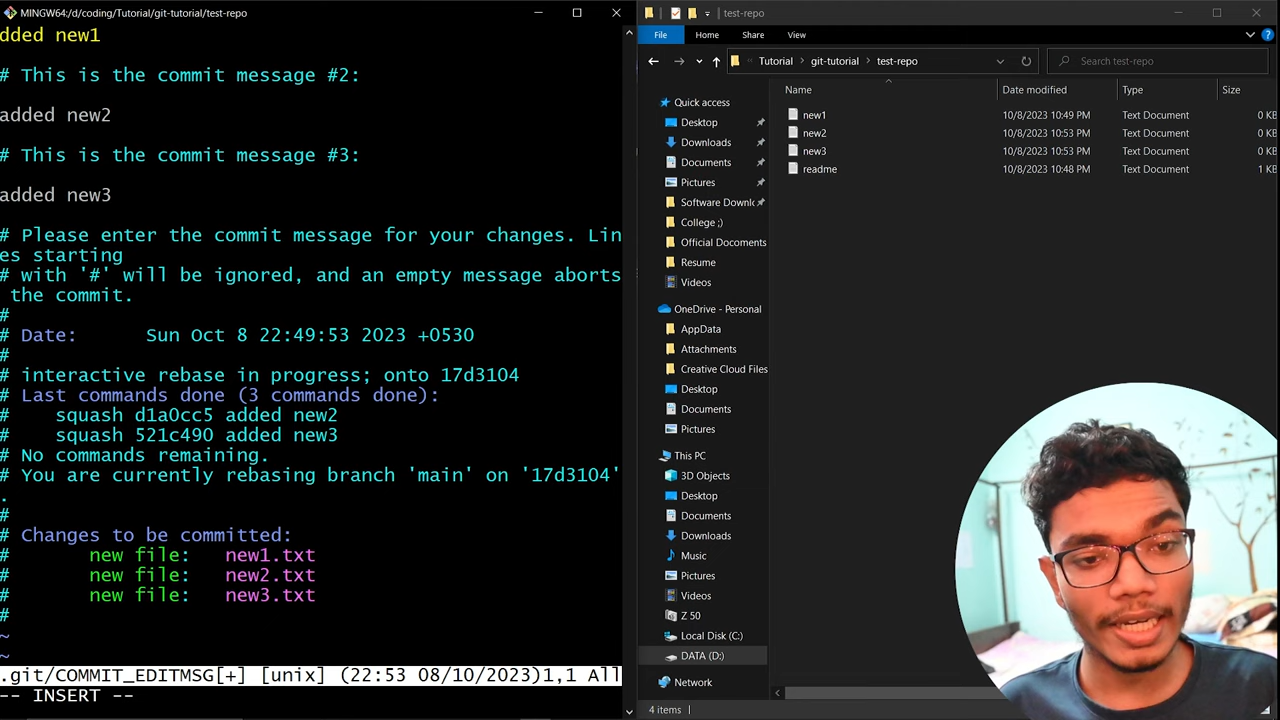 MINGW64:/d/coding/Tutorial/git-tutorial/test-repo
added new1
# This is the commit message #2:
added new2
# This is the commit message #3:
added new3
# Please enter the commit message for your changes. Lin
es starting
# with '#' will be ignored, and an empty message aborts
 the commit.
#
# Date:      Sun Oct 8 22:49:53 2023 +0530
#
# interactive rebase in progress; onto 17d3104
# Last commands done (3 commands done):
#    squash d1a0cc5 added new2
#    squash 521c490 added new3
# No commands remaining.
# You are currently rebasing branch 'main' on '17d3104'
.
#
# Changes to be committed:
#       new file:   new1.txt
#       new file:   new2.txt
#       new file:   new3.txt
#
~
~
.git/COMMIT_EDITMSG[+] [unix] (22:53 08/10/2023)1,1 All
-- INSERT --
test-repo
File Home Share View
Tutorial > git-tutorial > test-repo
Search test-repo
Name Date modified Type Size
new1 10/8/2023 10:49 PM Text Document 0 KB
new2 10/8/2023 10:53 PM Text Document 0 KB
new3 10/8/2023 10:53 PM Text Document 0 KB
readme 10/8/2023 10:48 PM Text Document 1 KB
Quick access
Desktop
Downloads
Documents
Pictures
Software Downlo
College ;)
Official Documents
Resume
Videos
OneDrive - Personal
AppData
Attachments
Creative Cloud Files
Desktop
Documents
Pictures
This PC
3D Objects
Desktop
Documents
Downloads
Music
Pictures
Videos
Z 50
Local Disk (C:)
DATA (D:)
Network
4 items